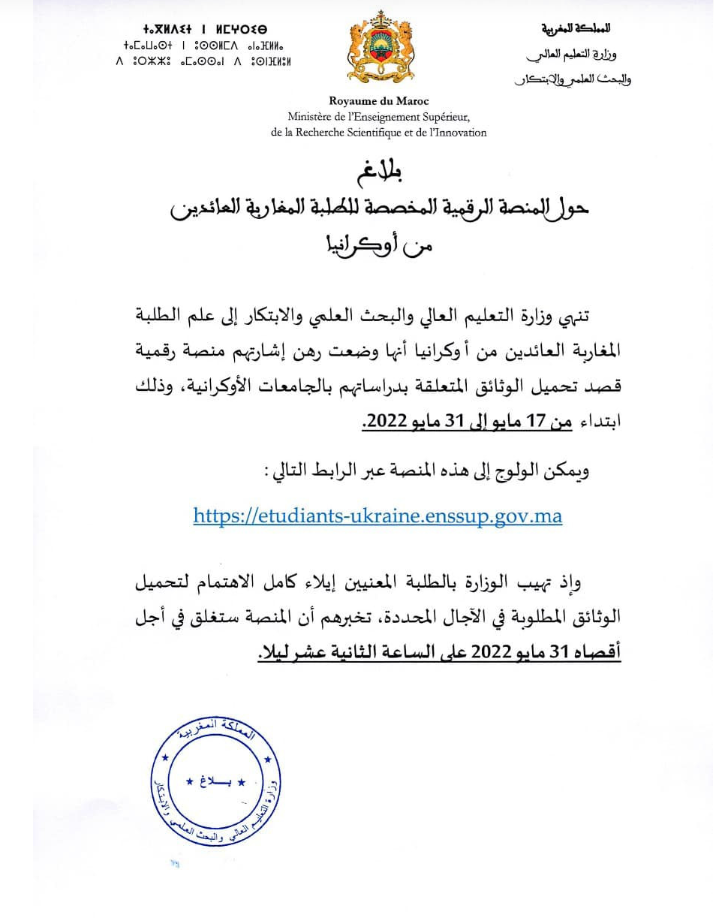 ⵜⴰⴳⵍⴷⵉⵜ ⵏ ⵍⵎⵖⵔⵉⴱ
ⵜⴰⵎⴰⵡⴰⵙⵜ ⵏ ⵓⵙⵙⵍⵎⴷ ⴰⵏⴰⴼⵍⵍⴰ
ⴷ ⵓⵔⵣⵣⵓ ⴰⵎⴰⵙⵙⴰⵏ ⴷ ⵓⵙⵏⴼⵍⵓⵍ
المملكة المغربية
وزارة التعليم العالي
والبحث العلمي والابتكار
Royaume du Maroc
Ministère de l'Enseignement Supérieur,
de la Recherche Scientifique et de l'Innovation
بلاغ
حول المنصة الرقمية المخصصة للطلبة المغاربة العائدين
من أوكرانيا
تنهي وزارة التعليم العالي والبحث العلمي والابتكار إلى علم الطلبة
المغاربة العائدين من أوكرانيا أنها وضعت رهن إشارتهم منصة رقمية
قصد تحميل الوثائق المتعلقة بدراساتهم بالجامعات الأوكرانية، وذلك
ابتداء من 17 مايو إلى 31 مايو 2022.
ويمكن الولوج إلى هذه المنصة عبر الرابط التالي :
https://etudiants-ukraine.enssup.gov.ma
وإذ تهيب الوزارة بالطلبة المعنيين إيلاء كامل الاهتمام لتحميل
الوثائق المطلوبة في الآجال المحددة، تخبرهم أن المنصة ستغلق في أجل
أقصاه 31 مايو 2022 على الساعة الثانية عشر ليلا.
المملكة المغربية
★ بلاغ ★
وزارة التعليم العالي والبحث العلمي والابتكار